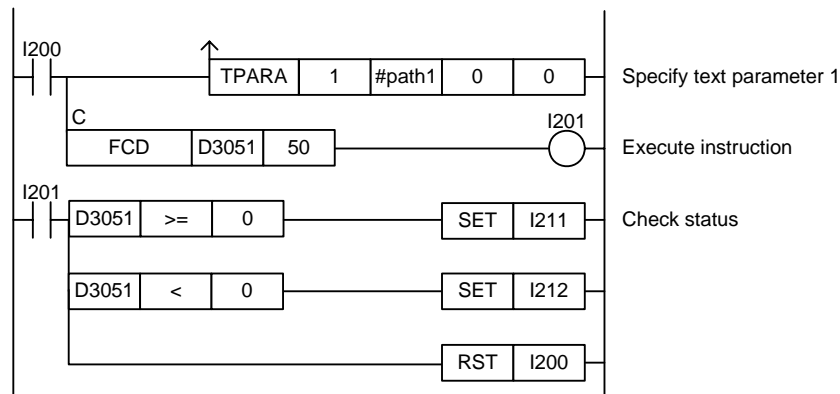 I200
TPARA 1 #path1 0 0 Specify text parameter 1
C I201
FCD D3051 50 Execute instruction
I201
D3051 >= 0 SET I211 Check status
D3051 < 0 SET I212
RST I200